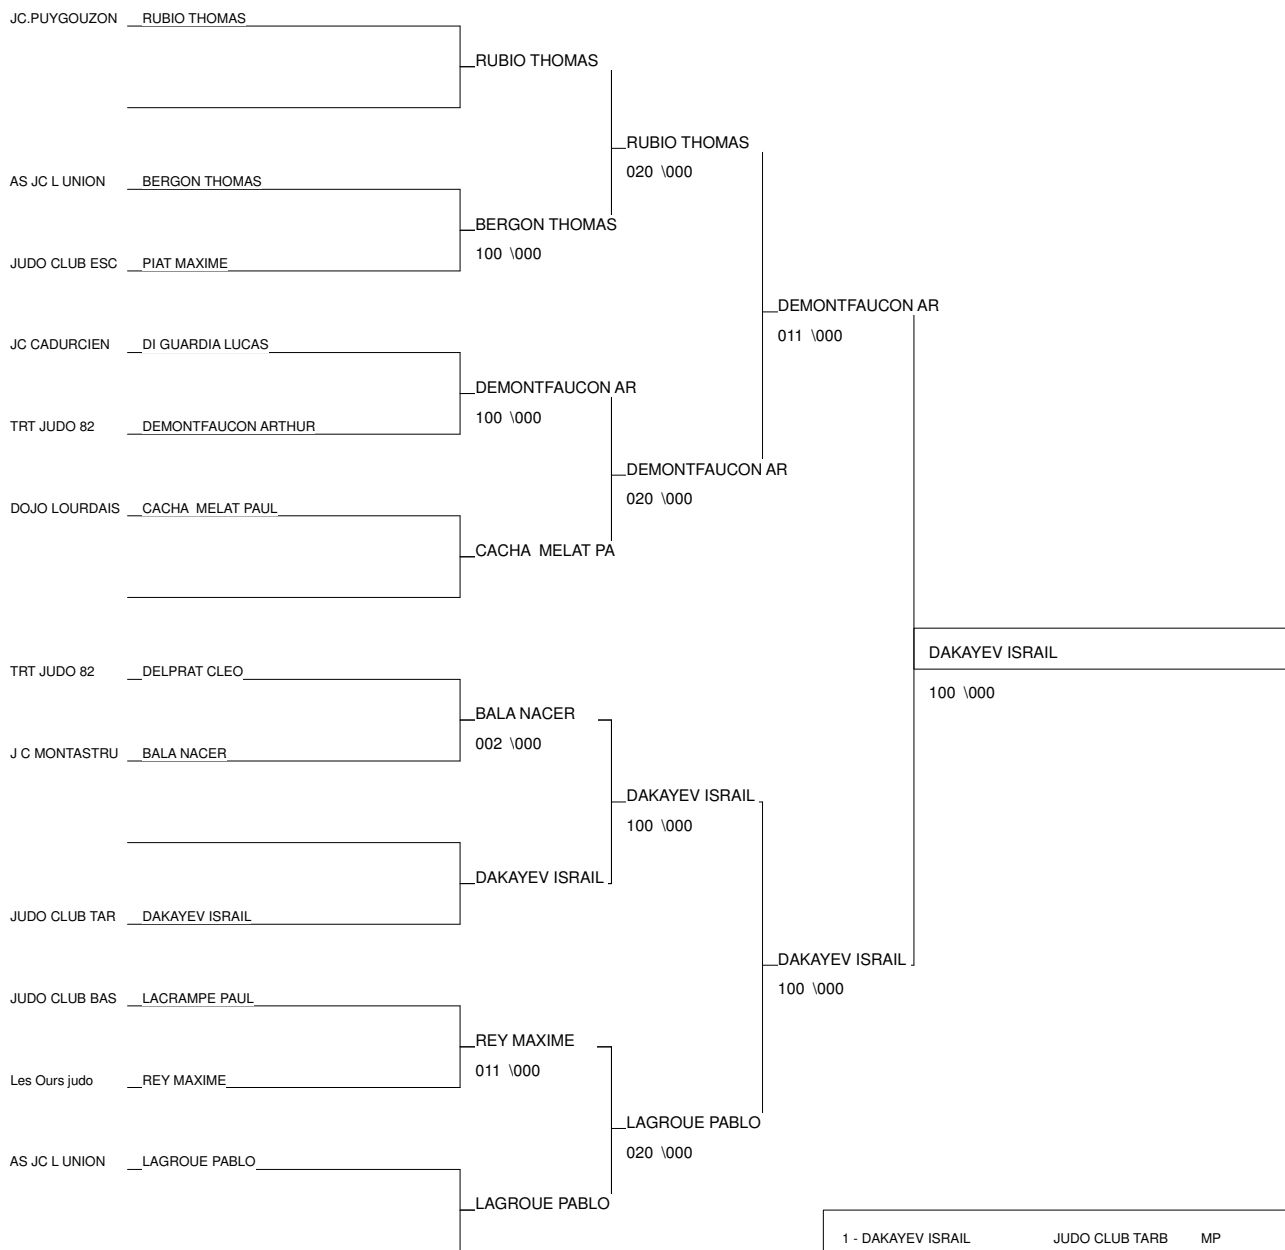 JC.PUYGOUZON RUBIO THOMAS
RUBIO THOMAS
RUBIO THOMAS
020 \000
AS JC L UNION BERGON THOMAS
BERGON THOMAS
100 \000
JUDO CLUB ESC PIAT MAXIME
DEMONTFAUCON AR
011 \000
JC CADURCIEN DI GUARDIA LUCAS
DEMONTFAUCON AR
100 \000
TRT JUDO 82 DEMONTFAUCON ARTHUR
DEMONTFAUCON AR
020 \000
DOJO LOURDAIS CACHA  MELAT PAUL
CACHA  MELAT PA
DAKAYEV ISRAIL
100 \000
TRT JUDO 82 DELPRAT CLEO
BALA NACER
002 \000
J C MONTASTRU BALA NACER
DAKAYEV ISRAIL
100 \000
DAKAYEV ISRAIL
JUDO CLUB TAR DAKAYEV ISRAIL
DAKAYEV ISRAIL
100 \000
JUDO CLUB BAS LACRAMPE PAUL
REY MAXIME
011 \000
Les Ours judo REY MAXIME
LAGROUE PABLO
020 \000
AS JC L UNION LAGROUE PABLO
LAGROUE PABLO
1 - DAKAYEV ISRAIL JUDO CLUB TARB MP